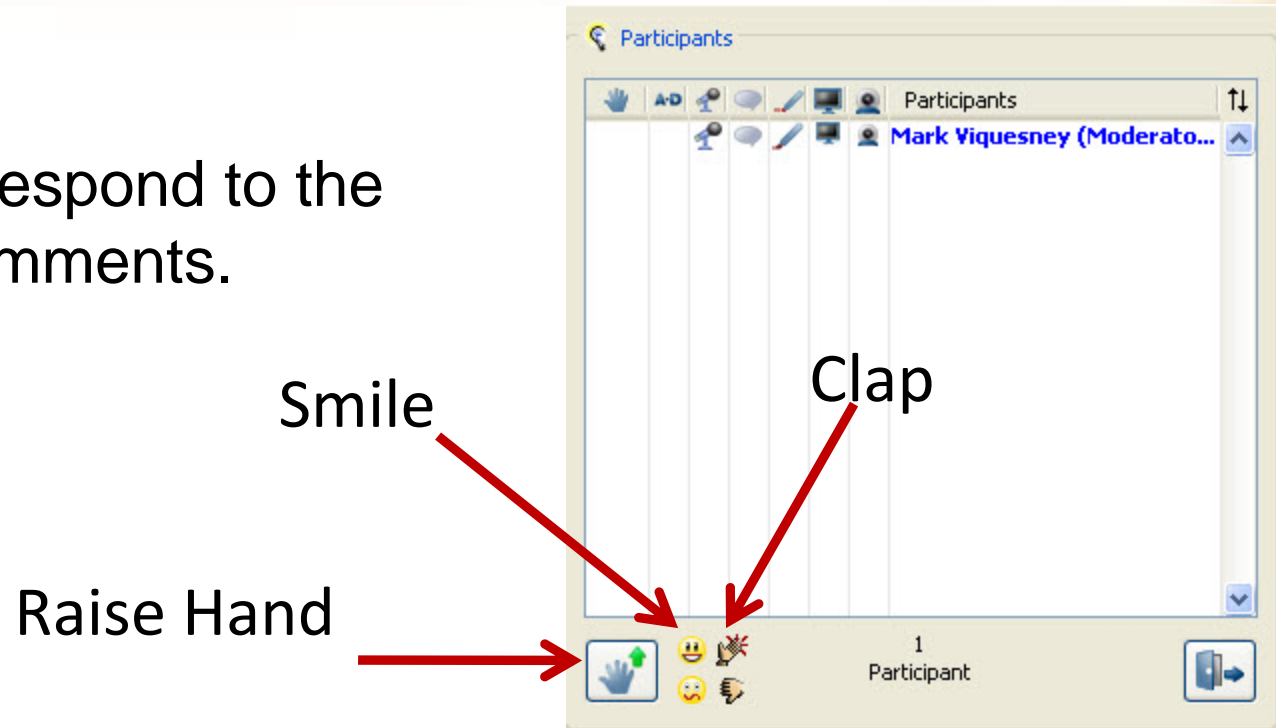 Participants
A-D Participants
Mark Viquesney (Moderato...
espond to the
mments.
Clap
Smile
Raise Hand
1
Participant